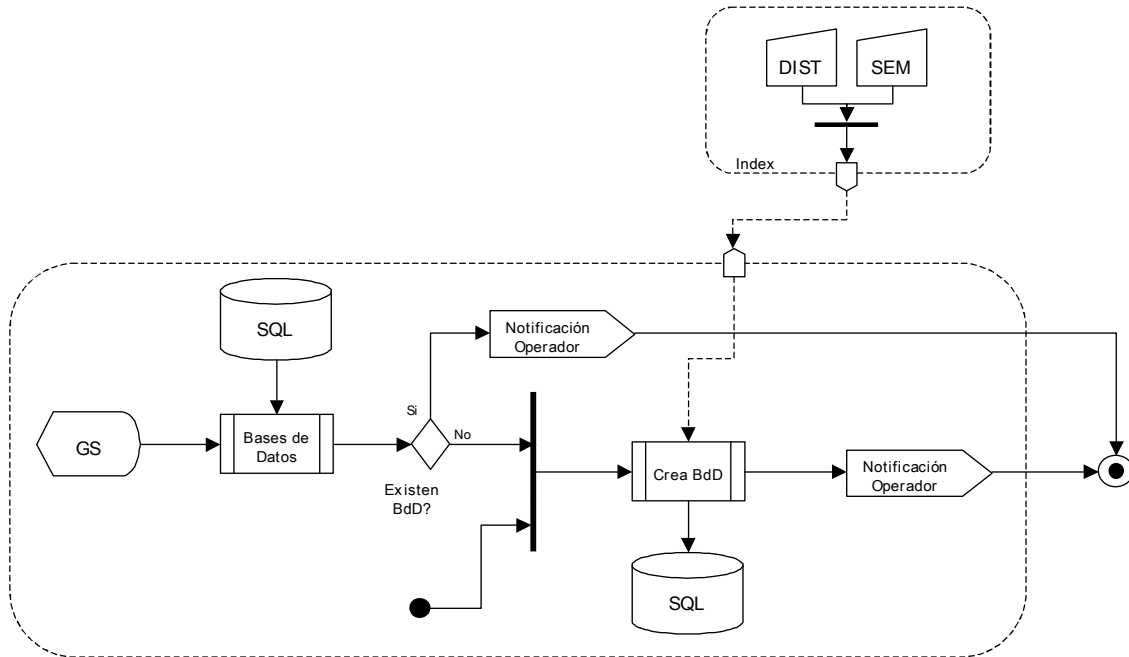 DIST
SEM
Index
SQL
Notificación
Operador
Si
GS
Bases de
Datos
No
Existen
BdD?
Crea BdD
Notificación
Operador
SQL